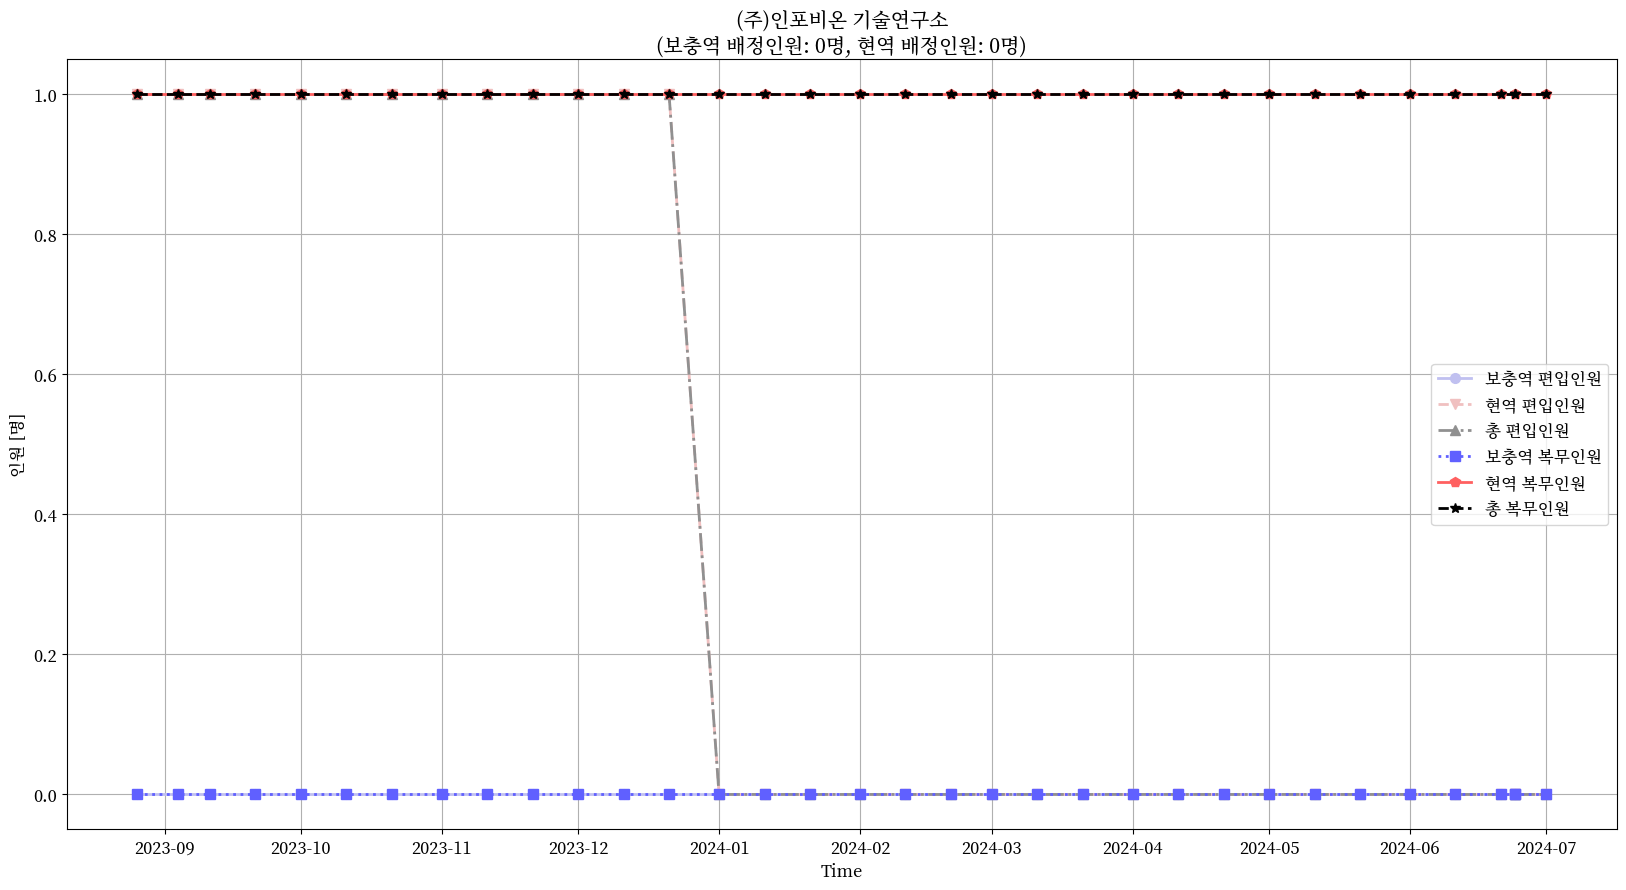 (주)인포비온 기술연구소
(보충역 배정인원: 0명, 현역 배정인원: 0명)
1.0
0.8
0.6
0.4
0.2
0.0
인원 [명]
보충역 편입인원
현역 편입인원
총 편입인원
보충역 복무인원
현역 복무인원
총 복무인원
2023-09 2023-10 2023-11 2023-12 2024-01 2024-02 2024-03 2024-04 2024-05 2024-06 2024-07
Time